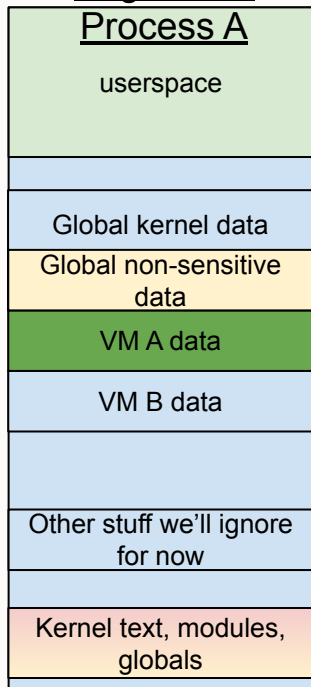 Process A
userspace
Global kernel data
Global non-sensitive
data
VM A data
VM B data
Other stuff we'll ignore
for now
Kernel text, modules,
globals